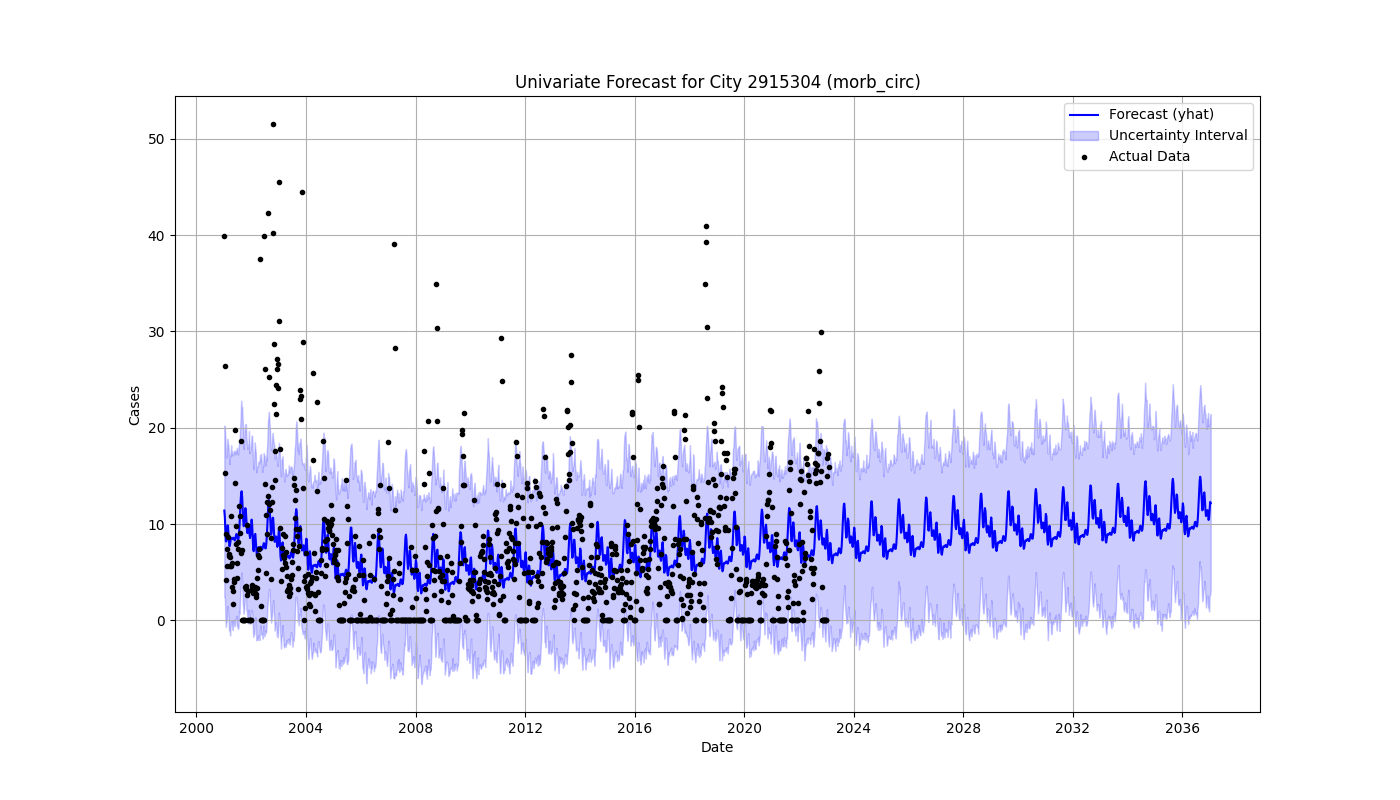 Univariate Forecast for City 2915304 (morb_circ)
Forecast (yhat)
Uncertainty Interval
Actual Data
Cases
50
40
30
20
10
0
2000
2004
2008
2012
2016
2020
2024
2028
2032
2036
Date